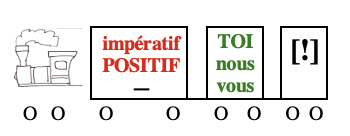 impératif
POSITIF
–
TOI
nous
vous
[!]
O O O O O O O O